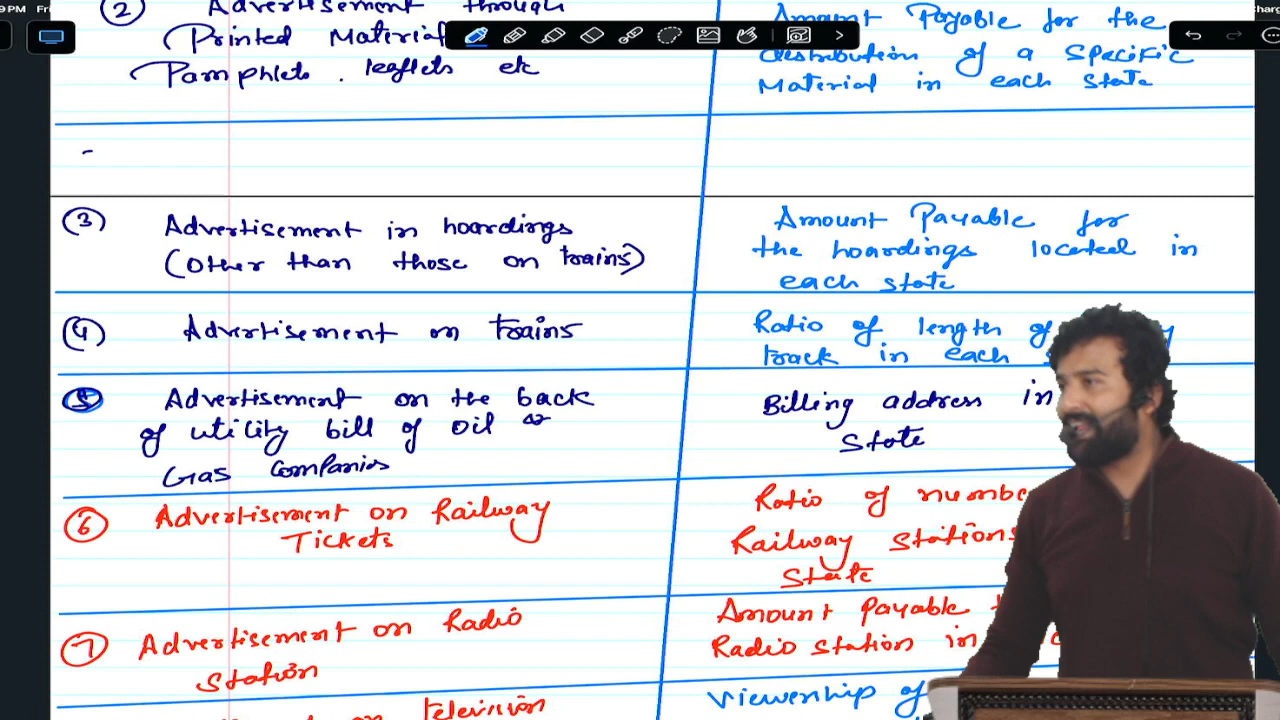 9 PM Fri
② Advertisement through
Printed Material
Pamphlets . leaflets etc
Amount Payable for the
distribution of a specific
Material in each state
③ Advertisement in hoardings
(Other than those on trains)
Amount Payable for
the hoardings located in
each state
④ Advertisement on trains
Ratio of length of
track in each
⑤ Advertisement on the back
of utility bill of Oil or
Gas Companies
Billing address in
State
⑥ Advertisement on Railway
Tickets
Ratio of
Railway Stations
State
⑦ Advertisement on Radio
Station
Amount Payable
Radio station in
on television
Viewership of